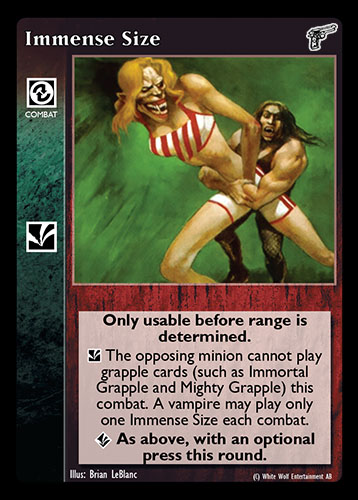 Immense Size
COMBAT
Only usable before range is
determined.
The opposing minion cannot play
grapple cards (such as Immortal
Grapple and Mighty Grapple) this
combat. A vampire may play only
one Immense Size each combat.
As above, with an optional
press this round.
Illus: Brian LeBlanc
(C) White Wolf Entertainment AB